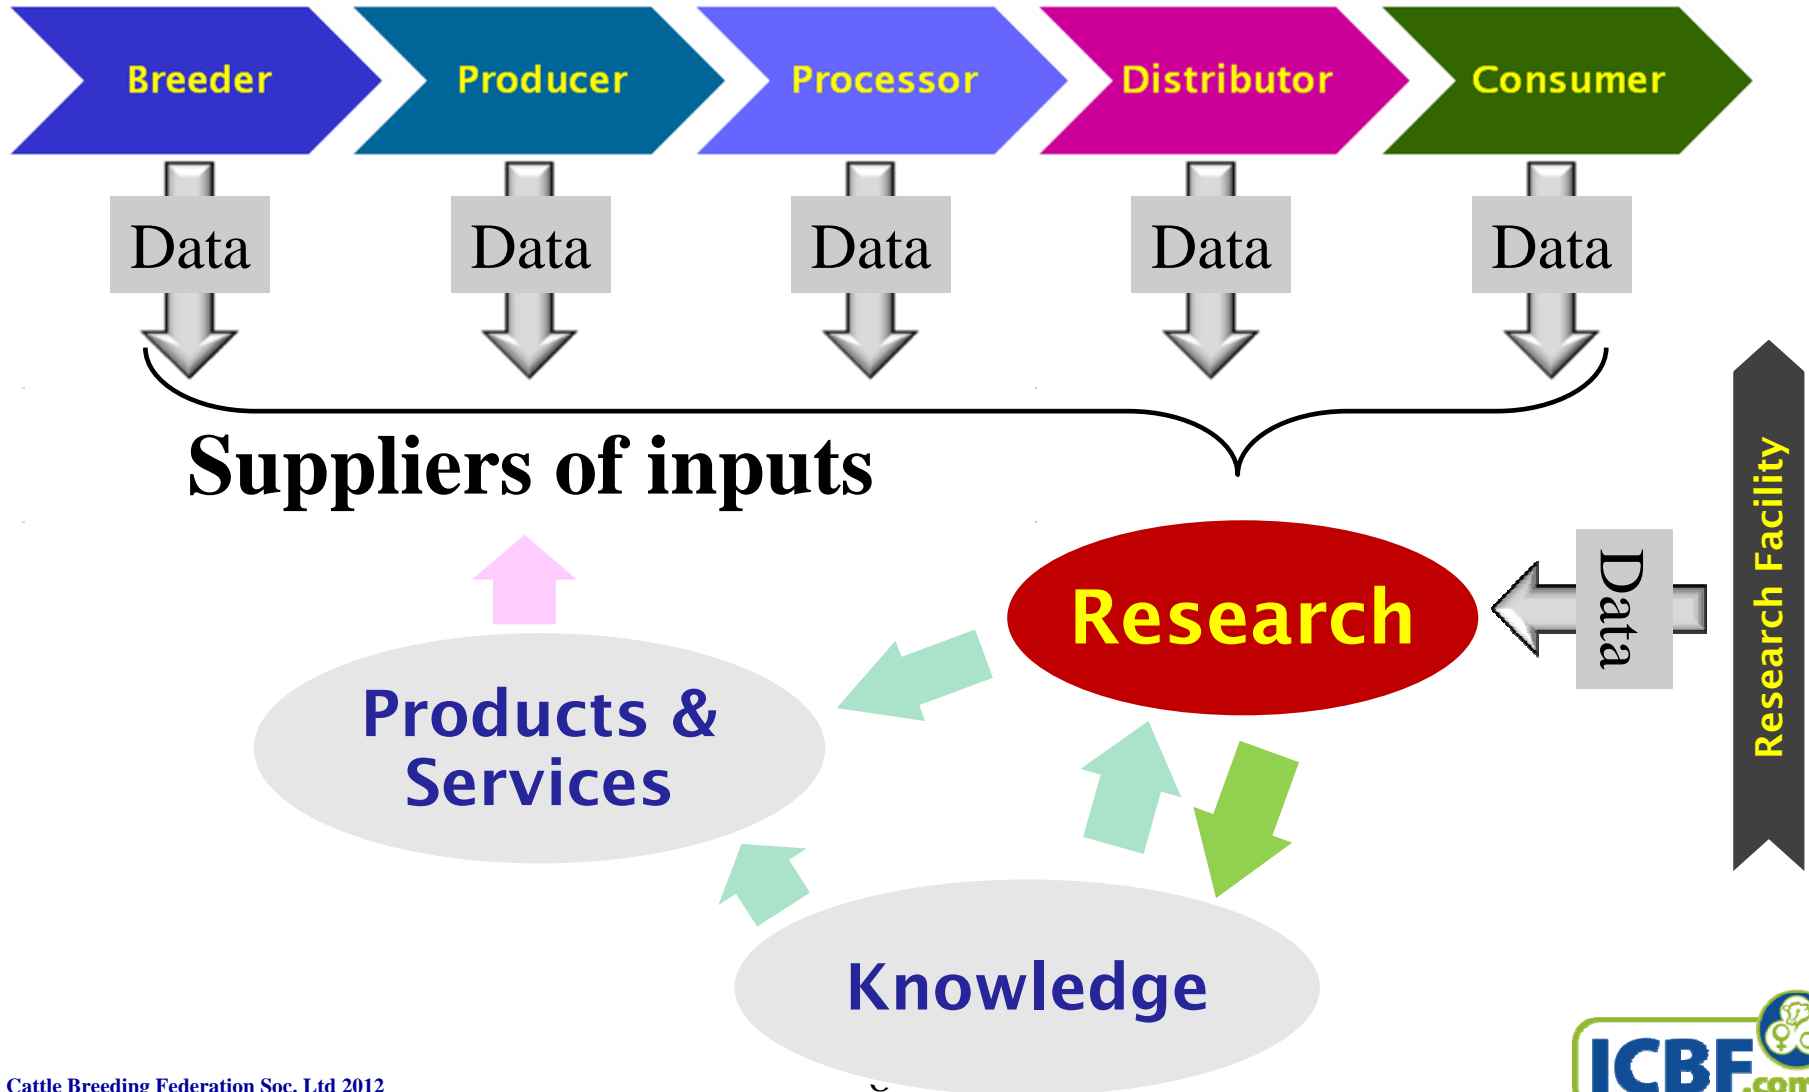 Breeder
Producer
Processor
Distributor
Consumer
Data
Data
Data
Data
Data
Suppliers of inputs
Research
Data
Research Facility
Products &
Services
Knowledge
Cattle Breeding Federation Soc. Ltd 2012
ICBF
.com